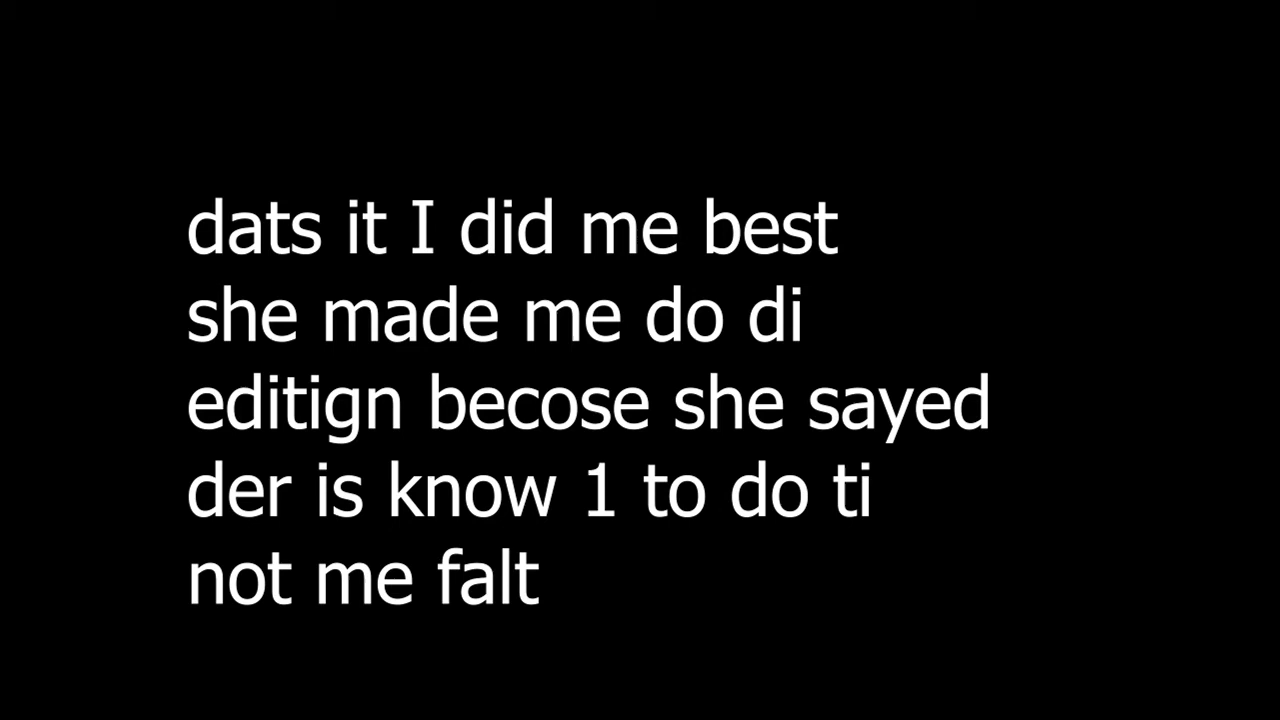 dats it I did me best
she made me do di
editign becose she sayed
der is know 1 to do ti
not me falt